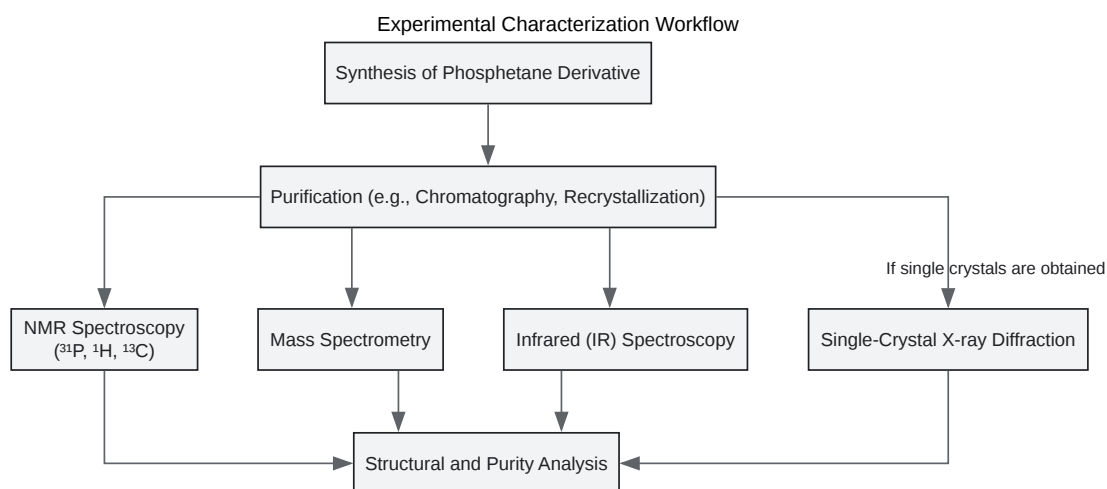 Experimental Characterization Workflow
Synthesis of Phosphetane Derivative
Purification (e.g., Chromatography, Recrystallization)
If single crystals are obtained
NMR Spectroscopy
(³¹P, ¹H, ¹³C)
Mass Spectrometry
Infrared (IR) Spectroscopy
Single-Crystal X-ray Diffraction
Structural and Purity Analysis